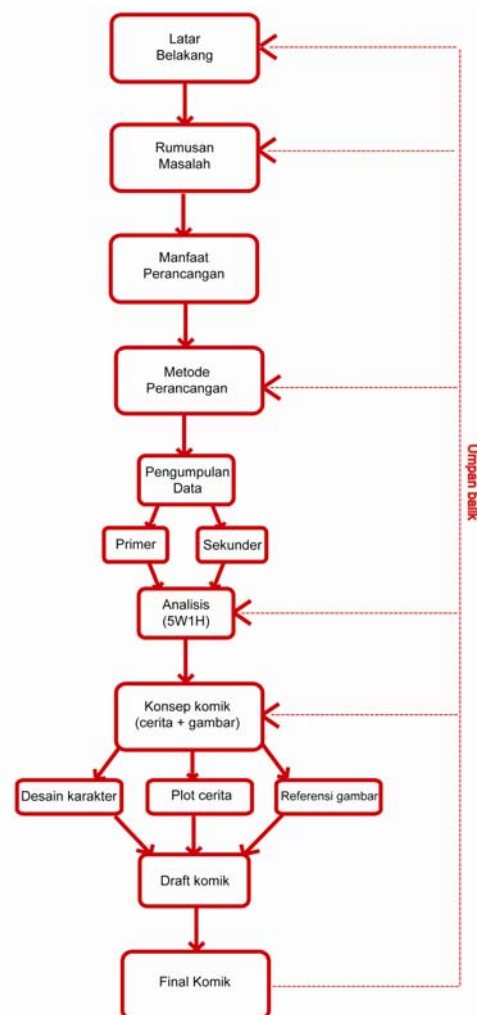 Latar
Belakang
Rumusan
Masalah
Manfaat
Perancangan
Metode
Perancangan
Pengumpulan
Data
Primer
Sekunder
Analisis
(5W1H)
Konsep komik
(cerita + gambar)
Desain karakter
Plot cerita
Referensi gambar
Draft komik
Final Komik
Umpan balik